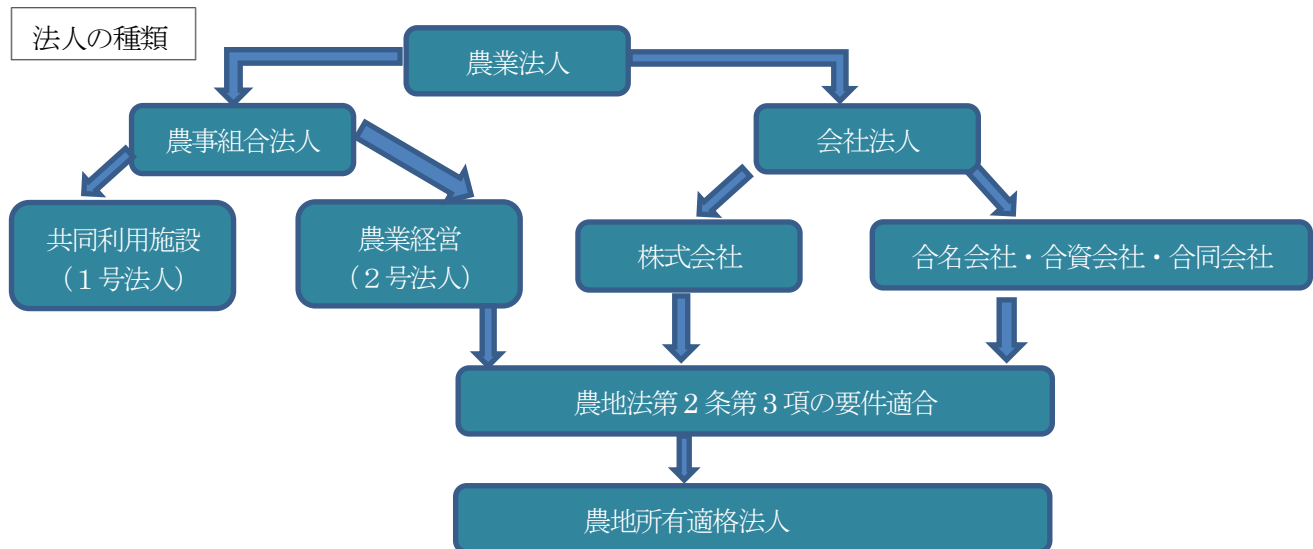 法人の種類
農業法人
農事組合法人
会社法人
共同利用施設
（１号法人）
農業経営
（２号法人）
株式会社
合名会社・合資会社・合同会社
農地法第２条第３項の要件適合
農地所有適格法人